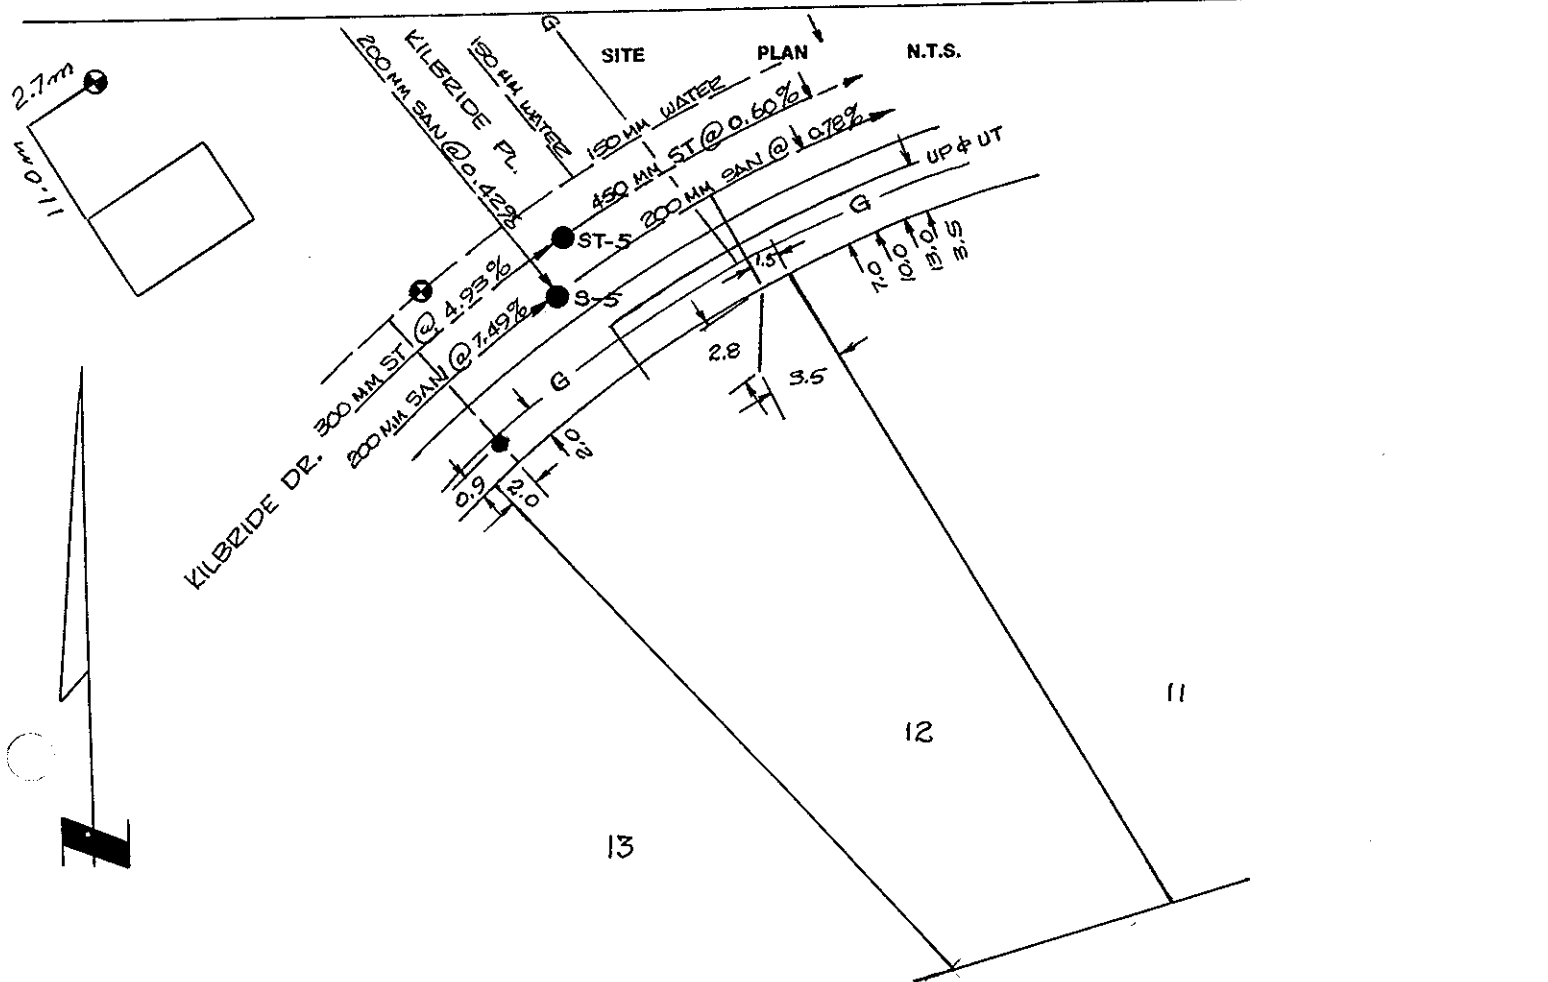 SITE PLAN N.T.S.
G
2.7m
11.0m
200 MM SAN @ 0.42%
KILBRIDE PL.
150 MM WATER
150 MM WATER
450 MM ST @ 0.60%
200 MM SAN @ 0.78%
UP & UT
G
ST-5
S-5
300 MM ST @ 4.93%
200 MM SAN @ 7.49%
KILBRIDE DR.
G
1.5
0.2
10.0
13.0
S.3.5
2.8
3.5
0.2
0.9
2.0
11
12
13